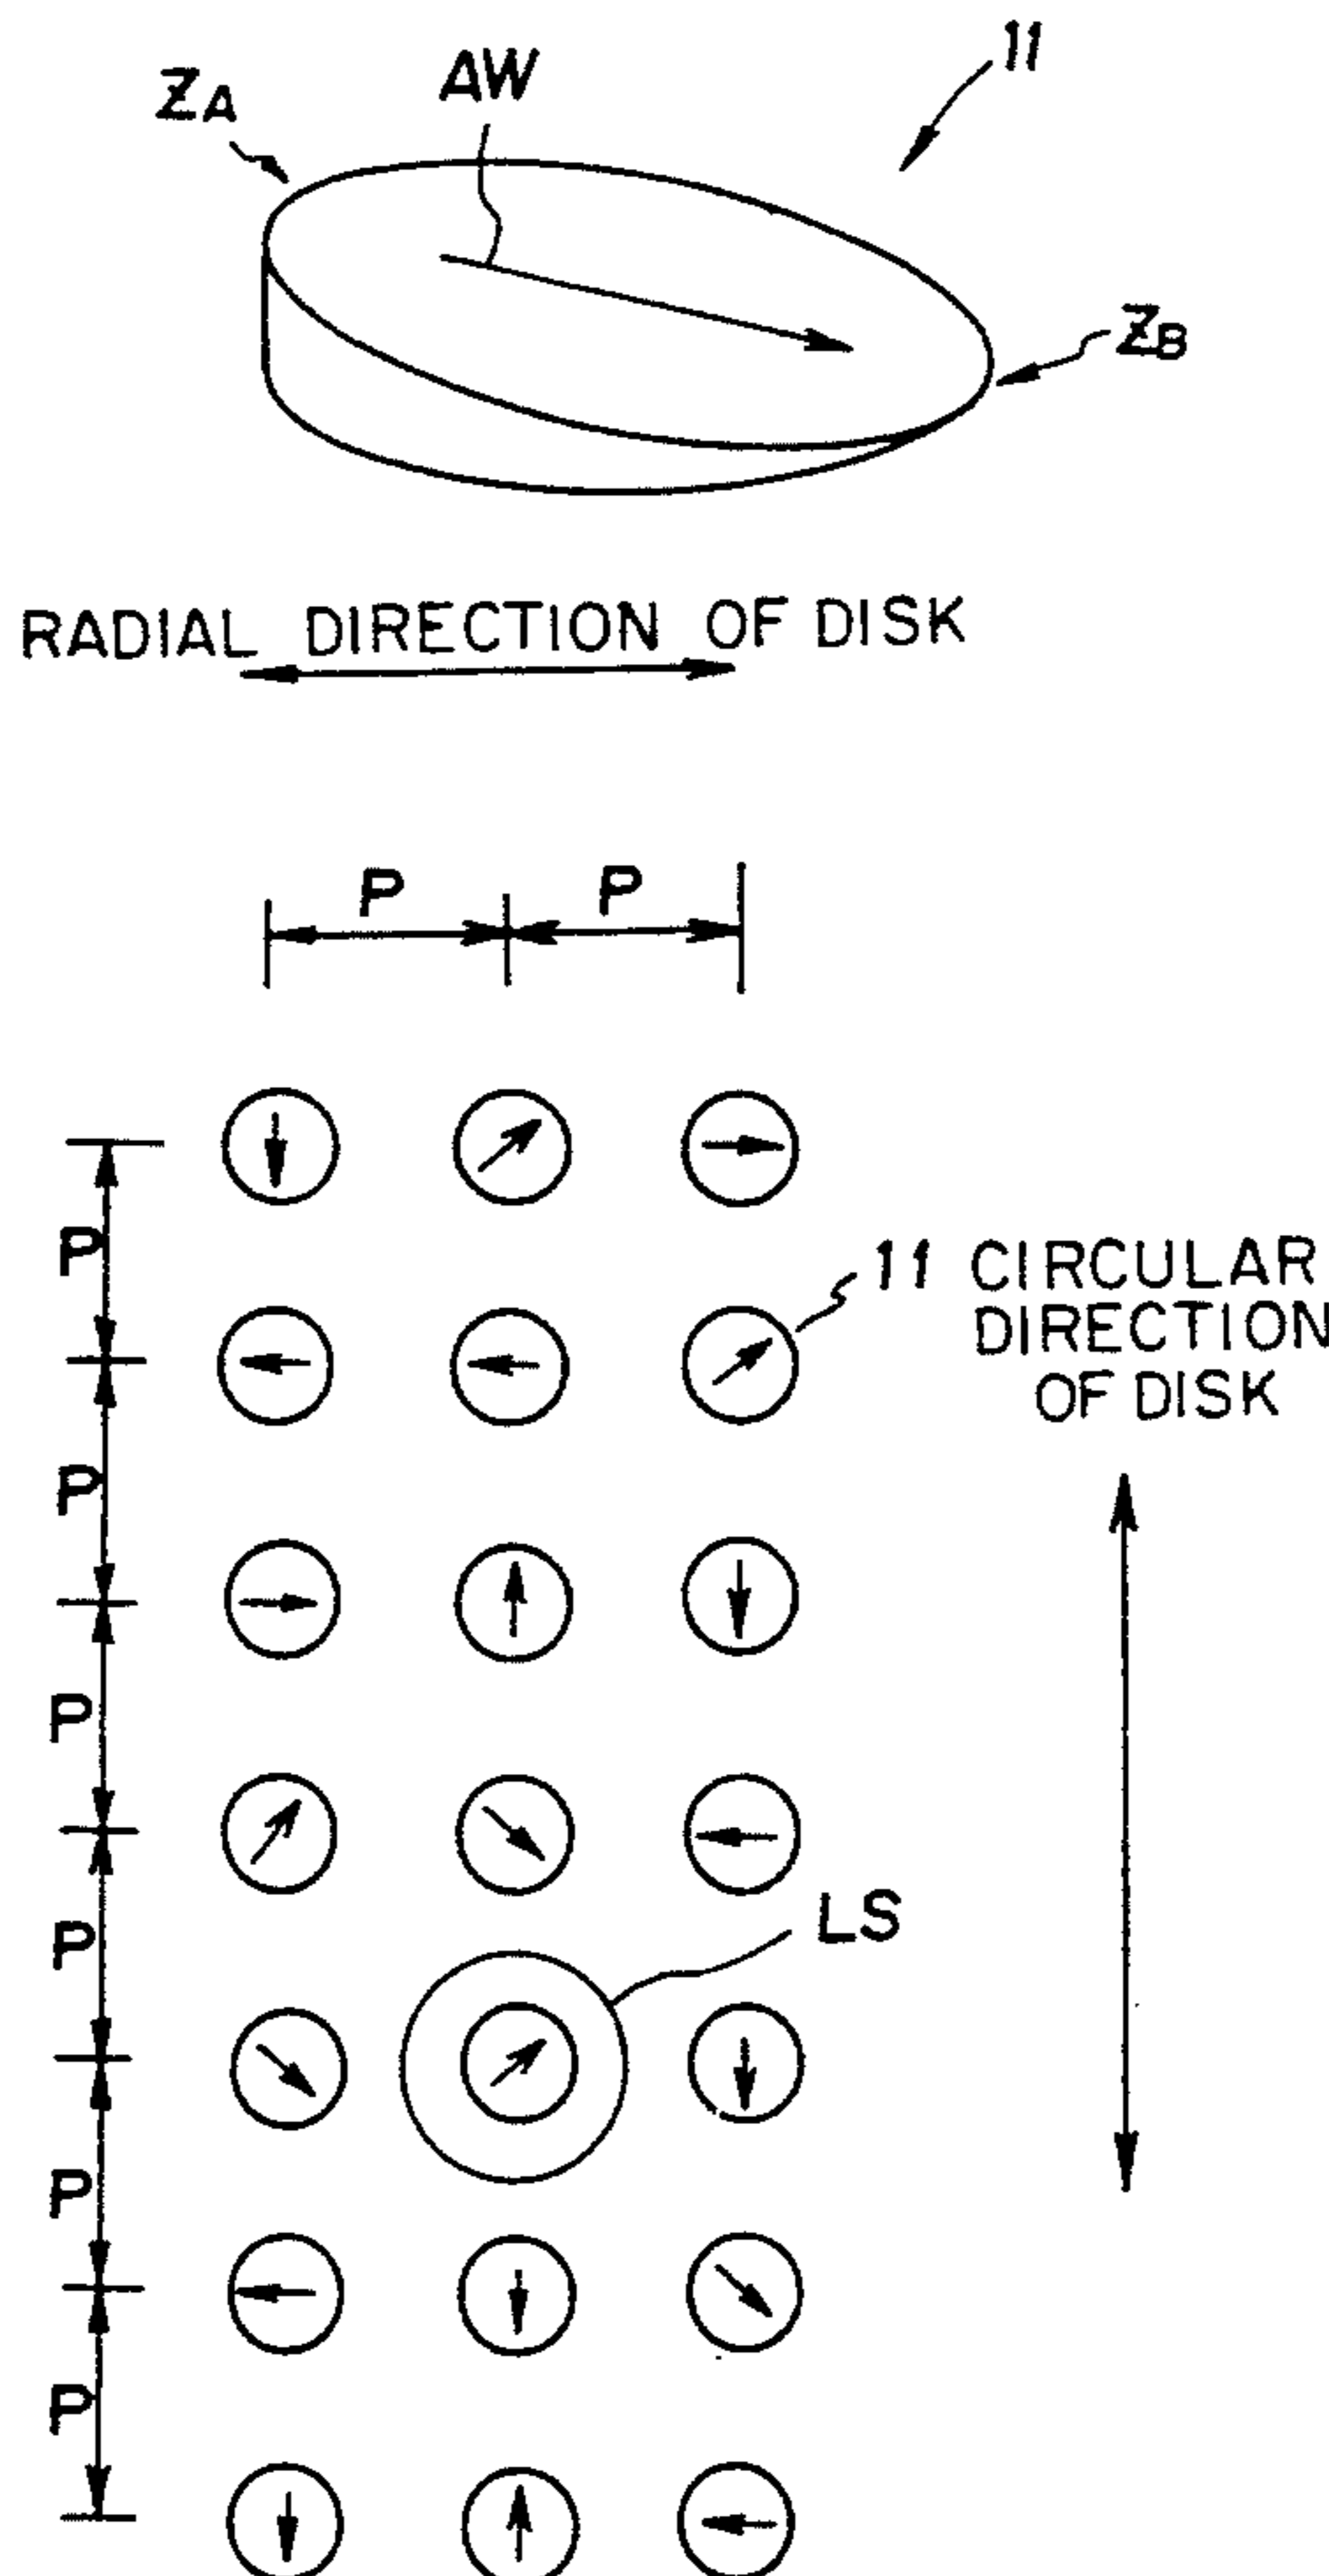 11
ZA
AW
ZB
RADIAL DIRECTION OF DISK
P P
P
11 CIRCULAR
DIRECTION
OF DISK
P
P
LS
P
P
P